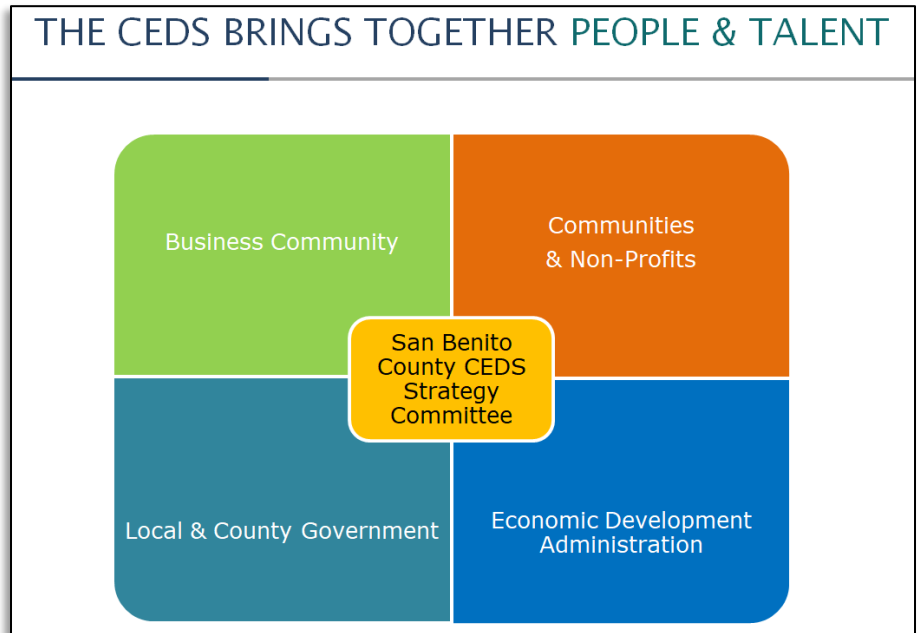 THE CEDS BRINGS TOGETHER PEOPLE & TALENT
Business Community
Communities
& Non-Profits
San Benito
County CEDS
Strategy
Committee
Local & County Government
Economic Development
Administration